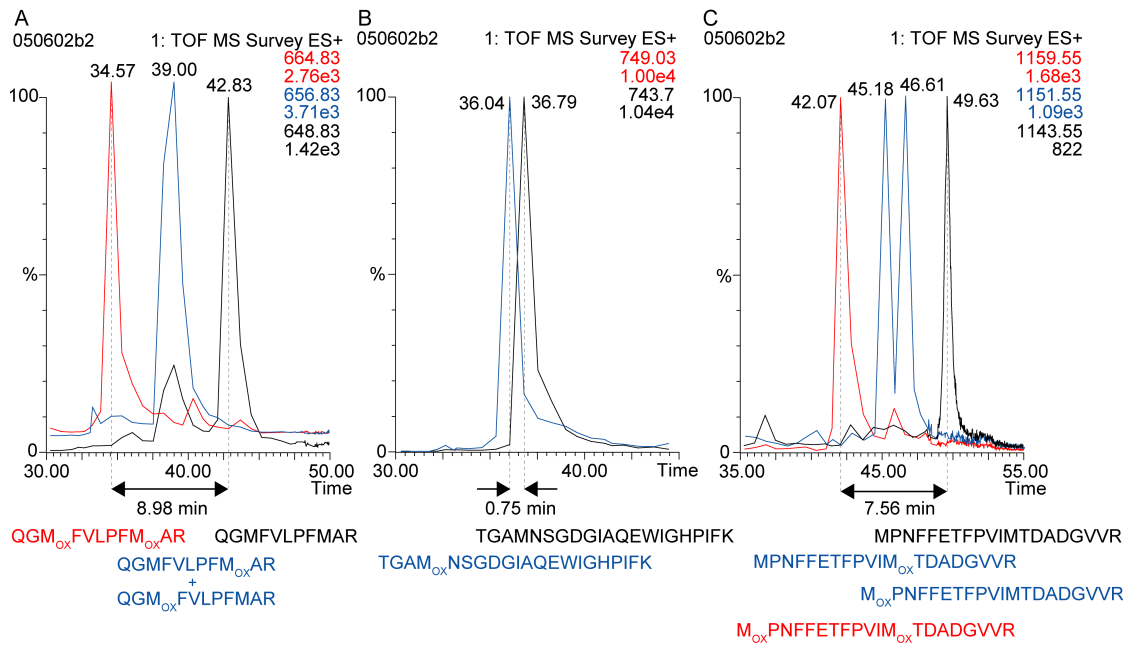 A
050602b2
1: TOF MS Survey ES+
664.83
2.76e3
656.83
3.71e3
648.83
1.42e3
34.57
39.00
42.83
100
%
0
30.00
40.00
50.00
Time
8.98 min
QGMOXFVLPFMOXAR
QGMFVLPFMAR
QGMFVLPFMOXAR
+
QGMOXFVLPFMAR
B
050602b2
1: TOF MS Survey ES+
749.03
1.00e4
743.7
1.04e4
36.04
36.79
100
%
0
30.00
40.00
Time
0.75 min
TGAMNSGDGIAQEWIGHPIFK
TGAMOXNSGDGIAQEWIGHPIFK
C
050602b2
1: TOF MS Survey ES+
1159.55
1.68e3
1151.55
1.09e3
1143.55
822
42.07
45.18
46.61
49.63
100
%
0
35.00
45.00
55.00
Time
7.56 min
MPNFFETFPVIMTDADGVVR
MPNFFETFPVIMOXTDADGVVR
MOXPNFFETFPVIMTDADGVVR
MOXPNFFETFPVIMOXTDADGVVR